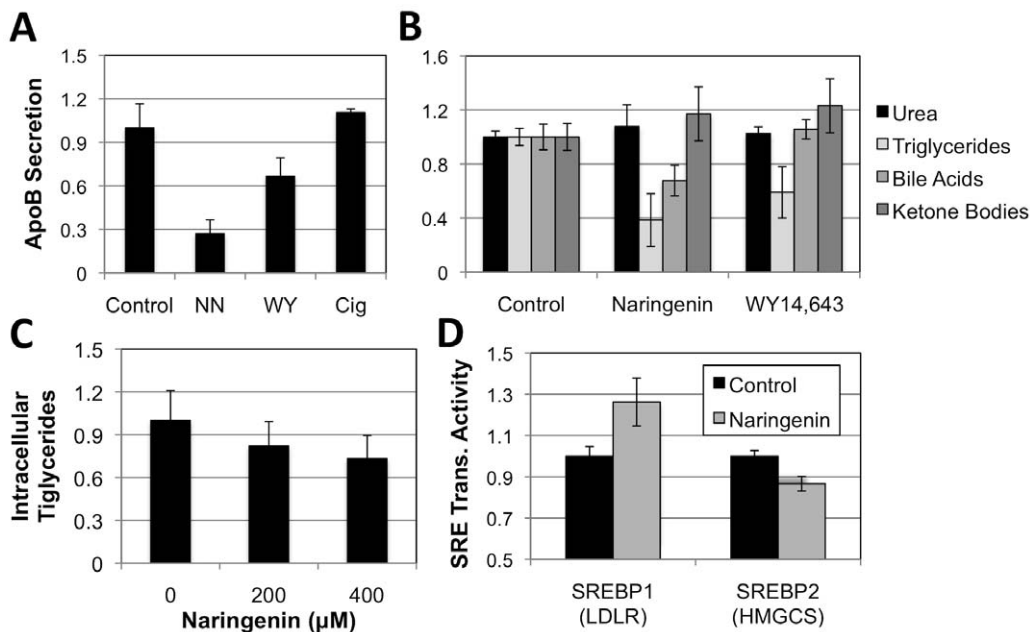 A
ApoB Secretion
1.5
1.2
0.9
0.6
0.3
0
Control NN WY Cig
B
1.6
1.2
0.8
0.4
0
Control Naringenin WY14,643
Urea
Triglycerides
Bile Acids
Ketone Bodies
C
Intracellular
Tiglycerides
1.5
1.2
0.9
0.6
0.3
0
0 200 400
Naringenin (μM)
D
SRE Trans. Activity
1.5
1.3
1.1
0.9
0.7
0.5
Control
Naringenin
SREBP1 SREBP2
(LDLR) (HMGCS)